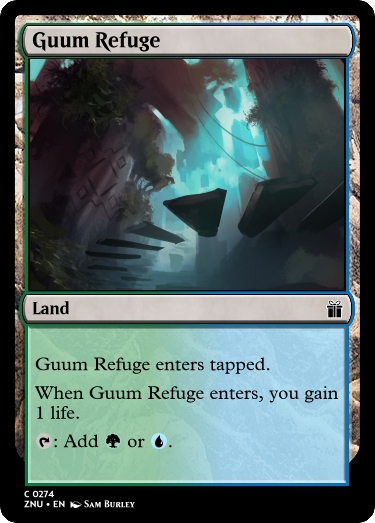 Guum Refuge
Land
Guum Refuge enters tapped.
When Guum Refuge enters, you gain
1 life.
: Add or .
C 0274
ZNU • EN Sam Burley